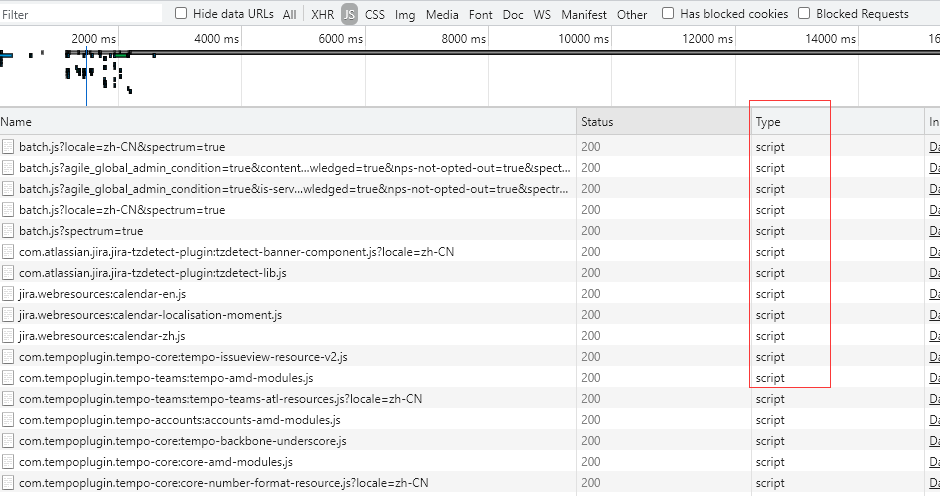 Filter Hide data URLs All XHR JS CSS Img Media Font Doc WS Manifest Other Has blocked cookies Blocked Requests
2000 ms 4000 ms 6000 ms 8000 ms 10000 ms 12000 ms 14000 ms 16
Name Status Type In
batch.js?locale=zh-CN&spectrum=true 200 script Da
batch.js?agile_global_admin_condition=true&content...wledged=true&nps-not-opted-out=true&spect... 200 script Da
batch.js?agile_global_admin_condition=true&is-serv...wledged=true&nps-not-opted-out=true&spectr... 200 script Da
batch.js?locale=zh-CN&spectrum=true 200 script Da
batch.js?spectrum=true 200 script Da
com.atlassian.jira.jira-tzdetect-plugin:tzdetect-banner-component.js?locale=zh-CN 200 script Da
com.atlassian.jira.jira-tzdetect-plugin:tzdetect-lib.js 200 script Da
jira.webresources:calendar-en.js 200 script Da
jira.webresources:calendar-localisation-moment.js 200 script Da
jira.webresources:calendar-zh.js 200 script Da
com.tempoplugin.tempo-core:tempo-issueview-resource-v2.js 200 script Da
com.tempoplugin.tempo-teams:tempo-amd-modules.js 200 script Da
com.tempoplugin.tempo-teams:tempo-teams-atl-resources.js?locale=zh-CN 200 script Da
com.tempoplugin.tempo-accounts:accounts-amd-modules.js 200 script Da
com.tempoplugin.tempo-core:tempo-backbone-underscore.js 200 script Da
com.tempoplugin.tempo-core:core-amd-modules.js 200 script Da
com.tempoplugin.tempo-core:core-number-format-resource.js?locale=zh-CN 200 script Da